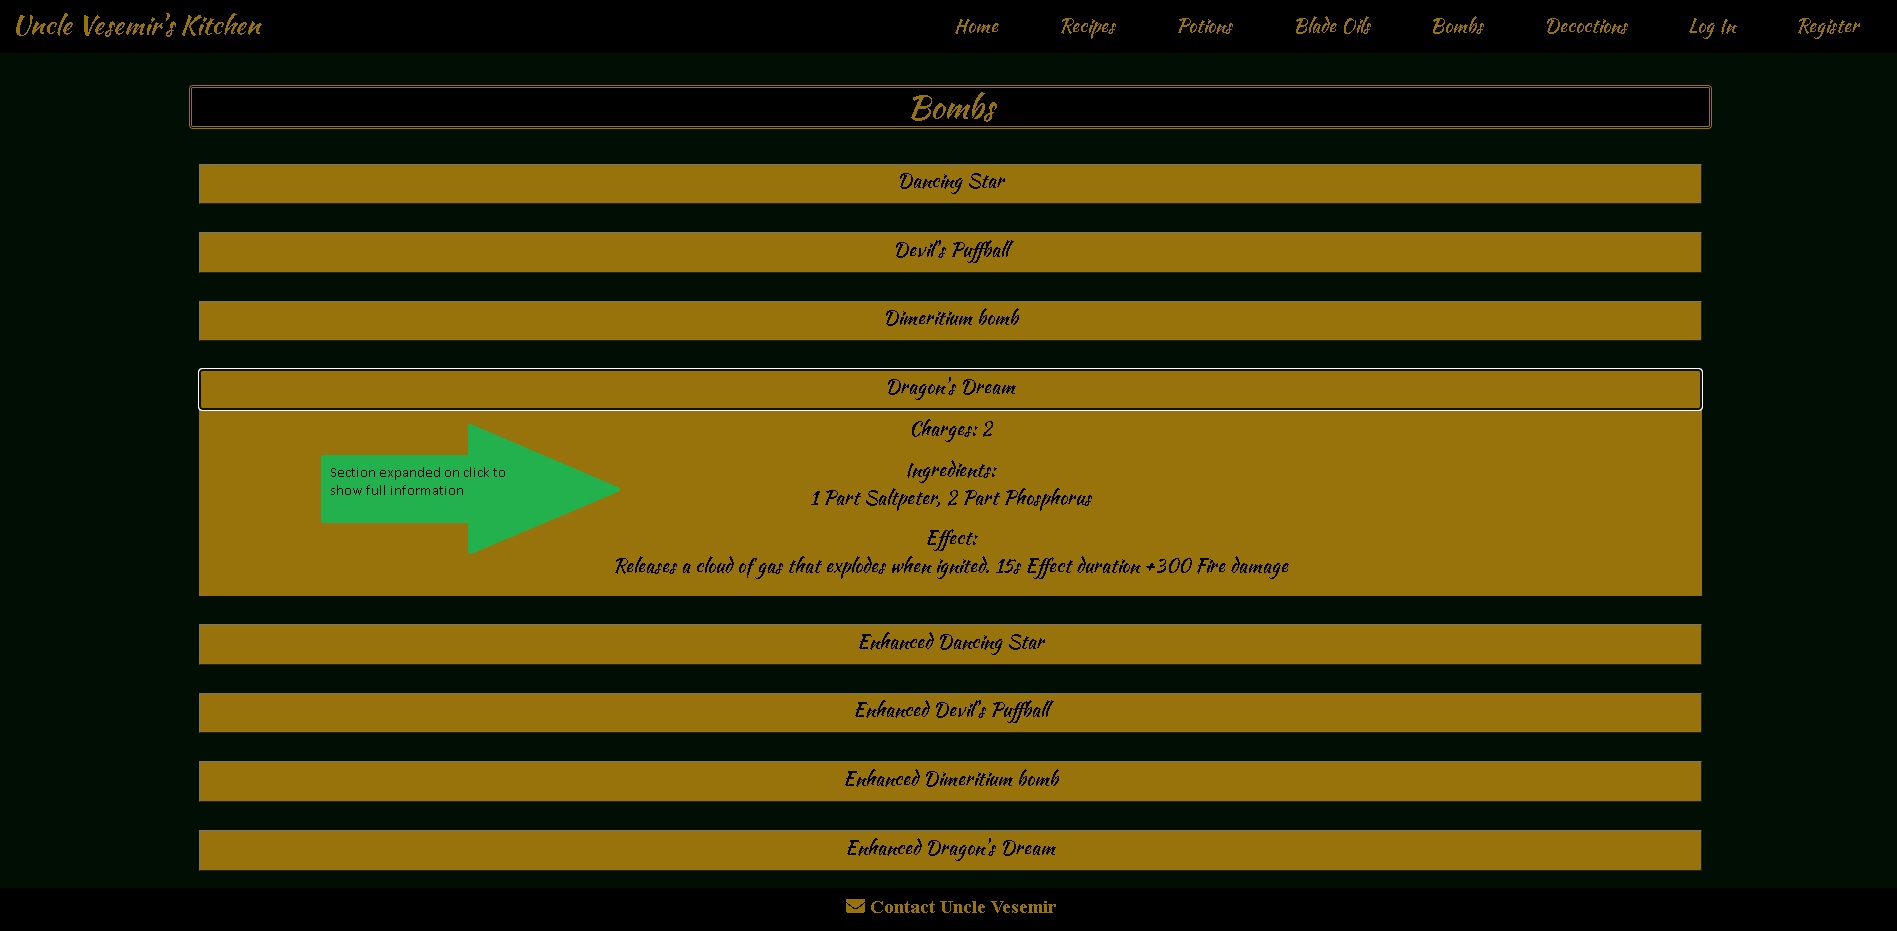 Uncle Vesemir's Kitchen
Home Recipes Potions Blade Oils Bombs Decoctions Log In Register
Bombs
Dancing Star
Devil's Puffball
Dimeritium bomb
Dragon's Dream
Charges: 2
Section expanded on click to
show full information
Ingredients:
1 Part Saltpeter, 2 Part Phosphorus
Effect:
Releases a cloud of gas that explodes when ignited. 15s Effect duration +300 Fire damage
Enhanced Dancing Star
Enhanced Devil's Puffball
Enhanced Dimeritium bomb
Enhanced Dragon's Dream
Contact Uncle Vesemir